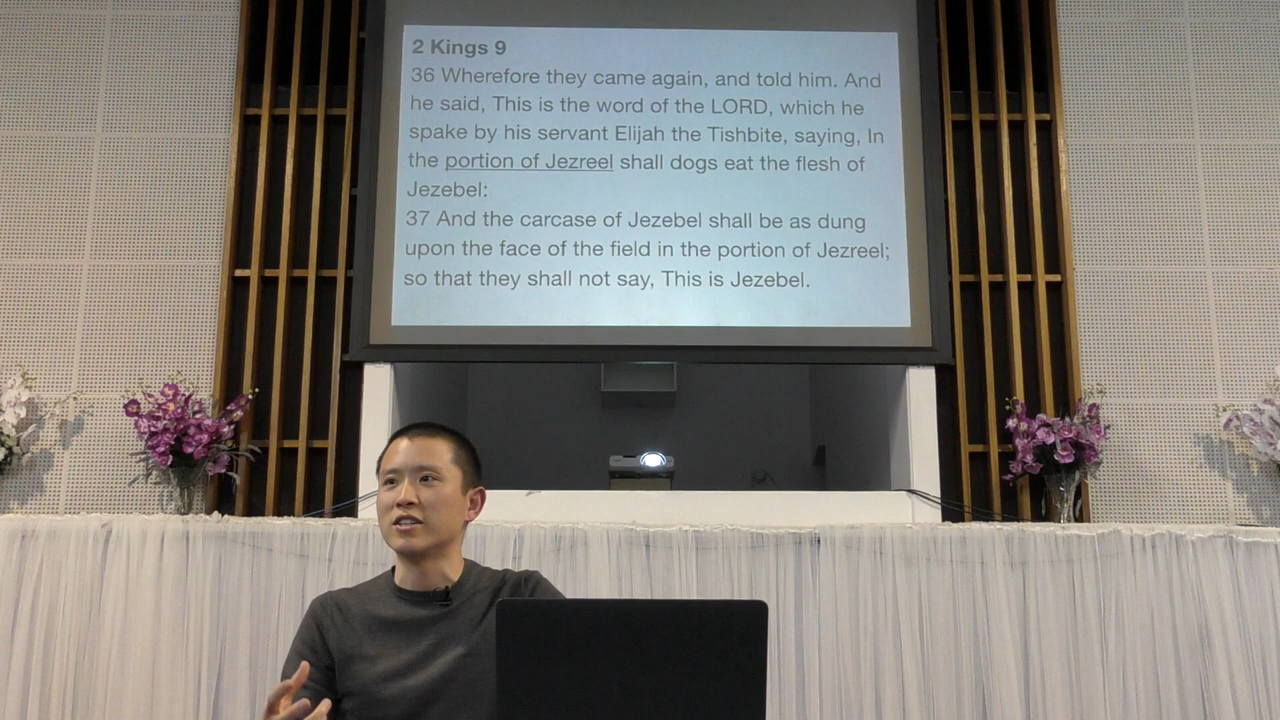 2 Kings 9
36 Wherefore they came again, and told him. And
he said, This is the word of the LORD, which he
spake by his servant Elijah the Tishbite, saying, In
the portion of Jezreel shall dogs eat the flesh of
Jezebel:
37 And the carcase of Jezebel shall be as dung
upon the face of the field in the portion of Jezreel;
so that they shall not say, This is Jezebel.